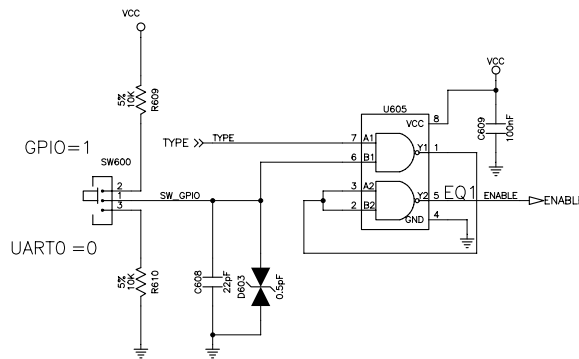 VCC
5%
10K
R609
GPIO=1
SW600
2
1
3
UART0 =0
SW_GPIO
5%
10K
R610
C608
22pF
D603
0.5pF
TYPE
TYPE
U605
VCC
8
7
A1
6
B1
Y1
1
3
A2
2
B2
Y2
5
EQ1
ENABLE
ENABL
GND
4
VCC
C609
100nF